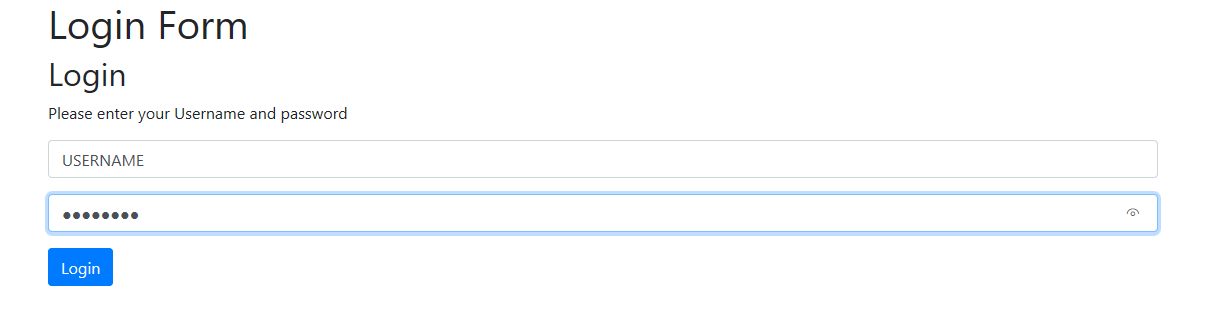 Login Form
Login
Please enter your Username and password
USERNAME
●●●●●●●●
Login